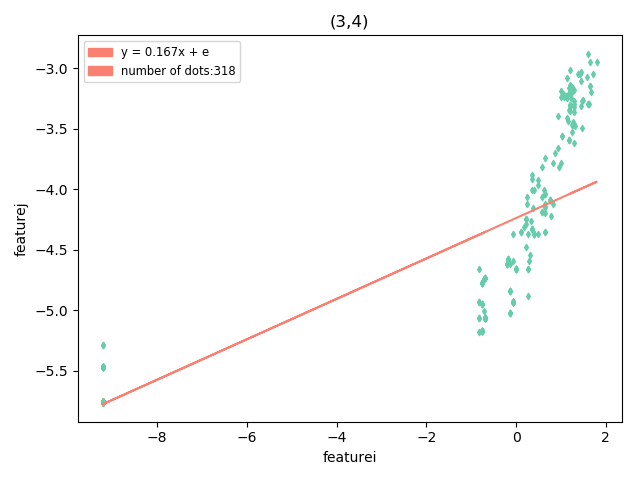 (3,4)
y = 0.167x + e
number of dots:318
−3.0
−3.5
−4.0
−4.5
−5.0
−5.5
featurej
−8 −6 −4 −2 0 2
featurei